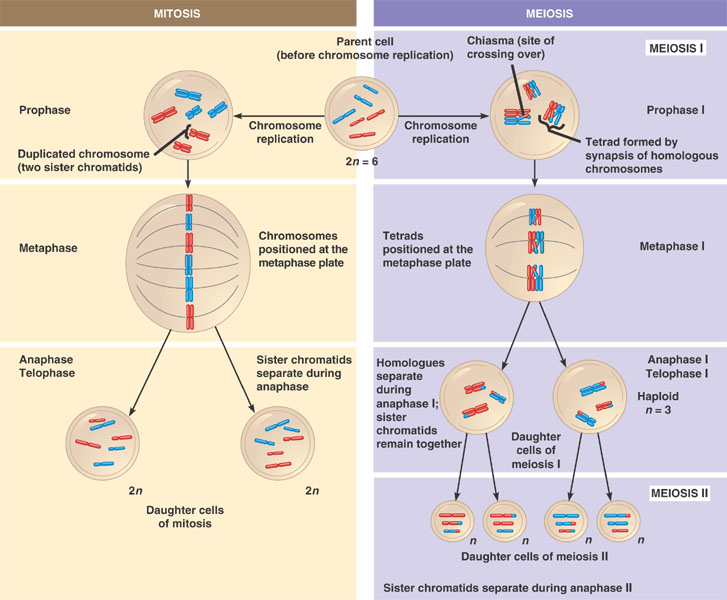 MITOSIS
MEIOSIS
Parent cell
(before chromosome replication)
Chiasma (site of
crossing over)
MEIOSIS I
Prophase
Prophase I
Chromosome
replication
Chromosome
replication
Duplicated chromosome
(two sister chromatids)
2n = 6
Tetrad formed by
synapsis of homologous
chromosomes
Metaphase
Chromosomes
positioned at the
metaphase plate
Tetrads
positioned at the
metaphase plate
Metaphase I
Anaphase
Telophase
Sister chromatids
separate during
anaphase
Homologues
separate
during
anaphase I;
sister
chromatids
remain together
Anaphase I
Telophase I
Haploid
n = 3
Daughter cells
of meiosis I
2n
2n
Daughter cells
of mitosis
MEIOSIS II
n
n
n
n
Daughter cells of meiosis II
Sister chromatids separate during anaphase II